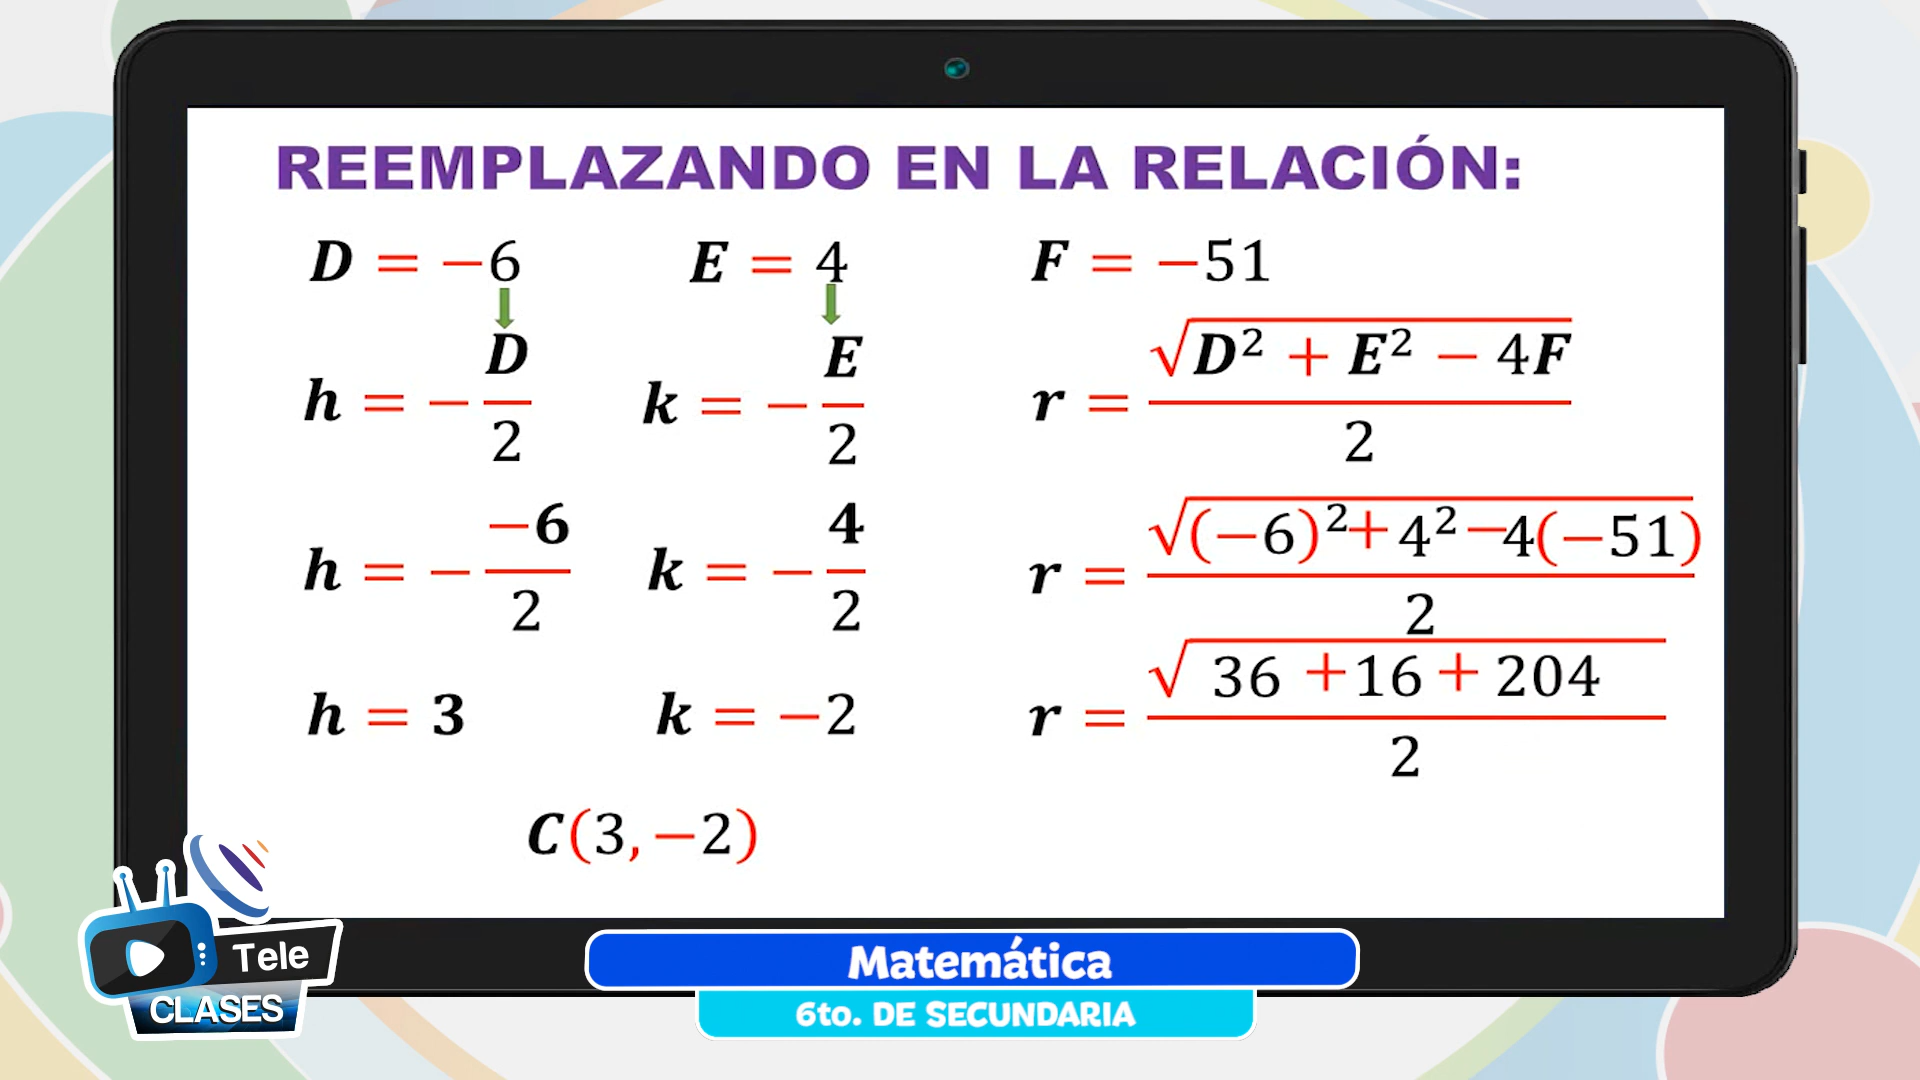 REEMPLAZANDO EN LA RELACIÓN:
D = −6 E = 4 F = −51
h = −D/2 k = −E/2 r = √(D² + E² − 4F)/2
h = −−6/2 k = −4/2 r = √((−6)² + 4² − 4(−51))/2
h = 3 k = −2 r = √(36 + 16 + 204)/2
C(3, −2)
Tele
CLASES
Matemática
6to. DE SECUNDARIA